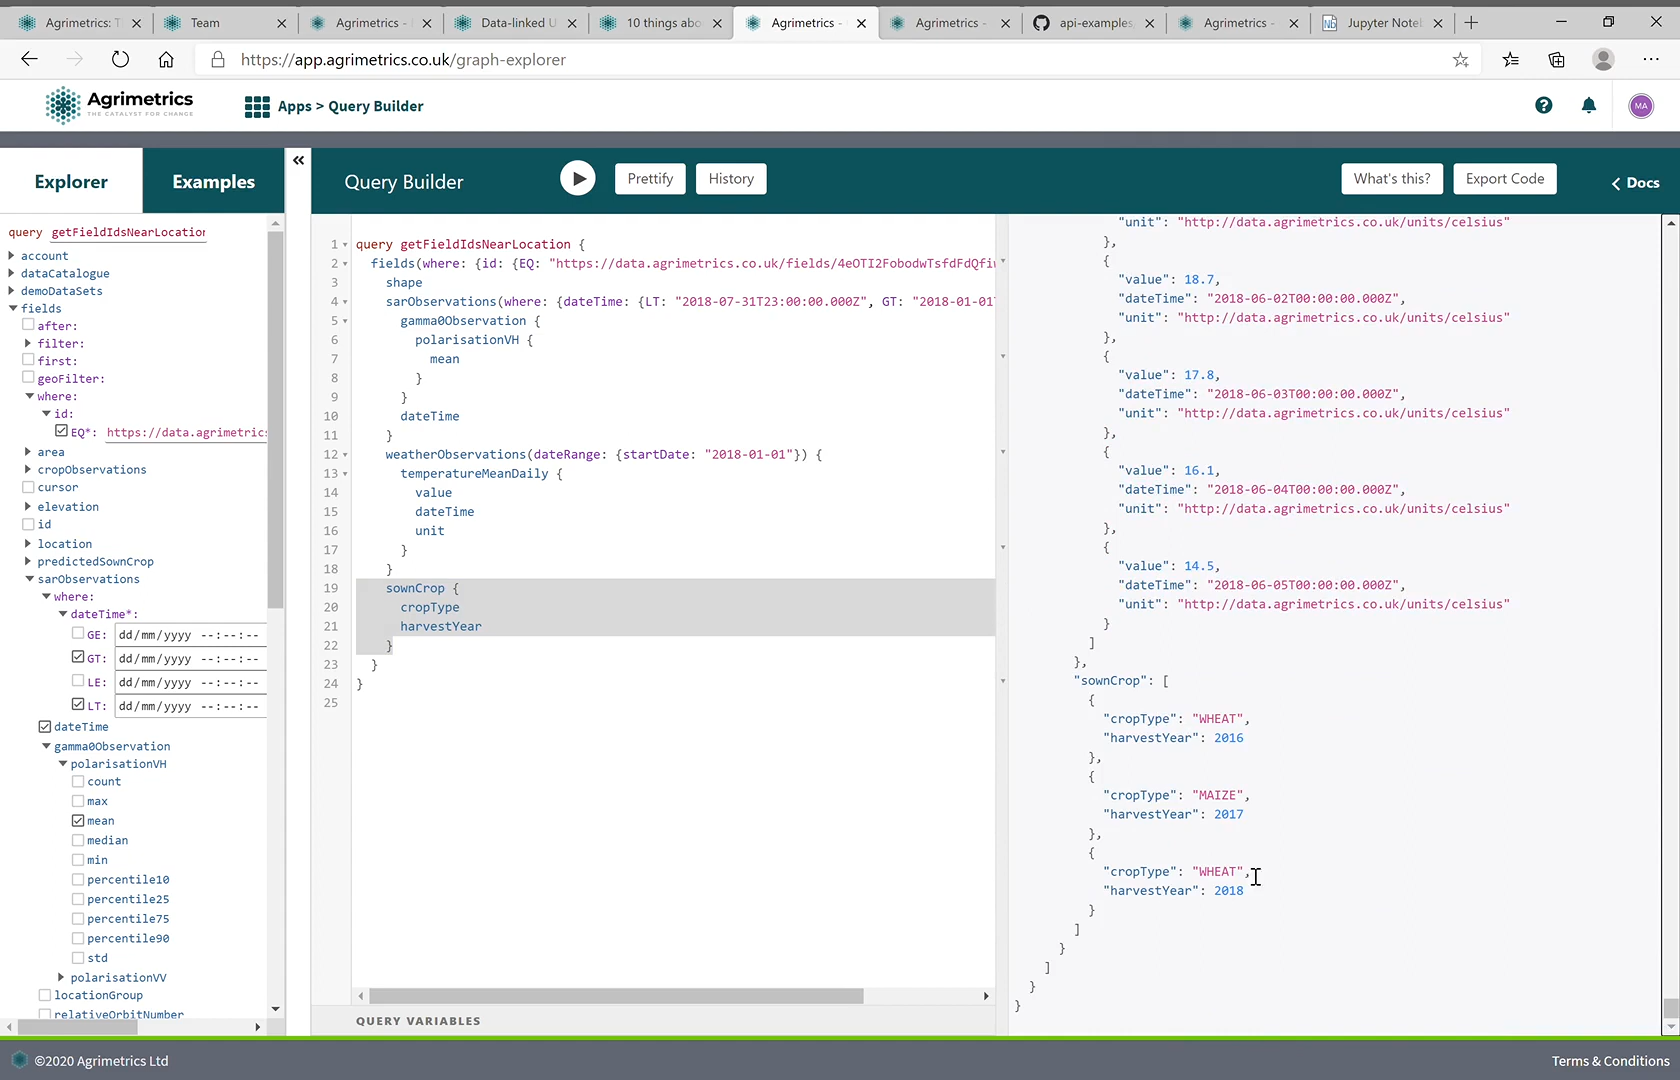 Agrimetrics: T
Team
Agrimetrics -
Data-linked U
10 things abo
Agrimetrics -
Agrimetrics -
api-examples
Agrimetrics -
Jupyter Note
https://app.agrimetrics.co.uk/graph-explorer
Agrimetrics
THE CATALYST FOR CHANGE
Apps > Query Builder
MA
Explorer
Examples
Query Builder
Prettify
History
What's this?
Export Code
Docs
query getFieldIdsNearLocation
account
dataCatalogue
demoDataSets
fields
after:
filter:
first:
geoFilter:
where:
id:
EQ*: https://data.agrimetrics
area
cropObservations
cursor
elevation
id
location
predictedSownCrop
sarObservations
where:
dateTime*:
GE: dd/mm/yyyy --:--:--
GT: dd/mm/yyyy --:--:--
LE: dd/mm/yyyy --:--:--
LT: dd/mm/yyyy --:--:--
dateTime
gamma0Observation
polarisationVH
count
max
mean
median
min
percentile10
percentile25
percentile75
percentile90
std
polarisationVV
locationGroup
relativeOrbitNumber
1 query getFieldIdsNearLocation {
2 fields(where: {id: {EQ: "https://data.agrimetrics.co.uk/fields/4eOTI2FobodwTsfdFdQfi
3 shape
4 sarObservations(where: {dateTime: {LT: "2018-07-31T23:00:00.000Z", GT: "2018-01-01
5 gamma0Observation {
6 polarisationVH {
7 mean
8 }
9 }
10 dateTime
11 }
12 weatherObservations(dateRange: {startDate: "2018-01-01"}) {
13 temperatureMeanDaily {
14 value
15 dateTime
16 unit
17 }
18 }
19 sownCrop {
20 cropType
21 harvestYear
22 }
23 }
24 }
25
QUERY VARIABLES
"unit": "http://data.agrimetrics.co.uk/units/celsius"
},
{
"value": 18.7,
"dateTime": "2018-06-02T00:00:00.000Z",
"unit": "http://data.agrimetrics.co.uk/units/celsius"
},
{
"value": 17.8,
"dateTime": "2018-06-03T00:00:00.000Z",
"unit": "http://data.agrimetrics.co.uk/units/celsius"
},
{
"value": 16.1,
"dateTime": "2018-06-04T00:00:00.000Z",
"unit": "http://data.agrimetrics.co.uk/units/celsius"
},
{
"value": 14.5,
"dateTime": "2018-06-05T00:00:00.000Z",
"unit": "http://data.agrimetrics.co.uk/units/celsius"
}
]
},
"sownCrop": [
{
"cropType": "WHEAT",
"harvestYear": 2016
},
{
"cropType": "MAIZE",
"harvestYear": 2017
},
{
"cropType": "WHEAT",
"harvestYear": 2018
}
]
}
]
}
}
©2020 Agrimetrics Ltd
Terms & Conditions